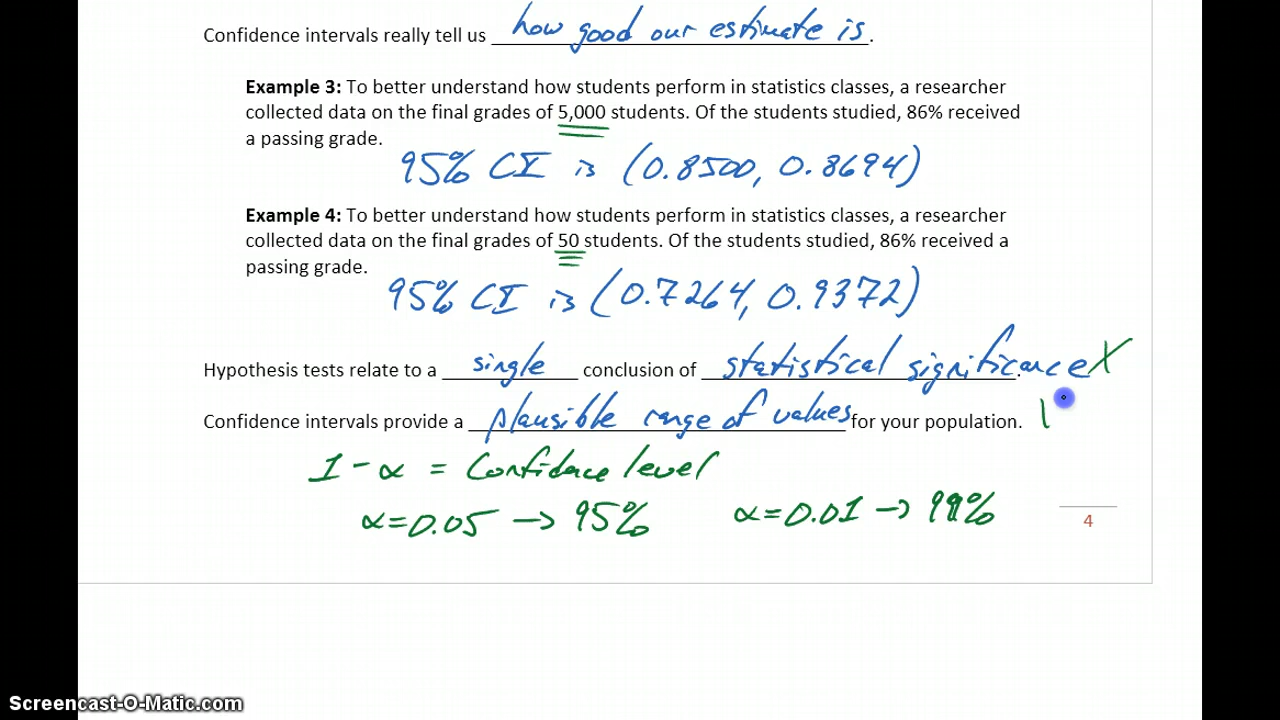 Confidence intervals really tell us how good our estimate is.
Example 3: To better understand how students perform in statistics classes, a researcher
collected data on the final grades of 5,000 students. Of the students studied, 86% received
a passing grade.
95% CI is (0.8500, 0.8694)
Example 4: To better understand how students perform in statistics classes, a researcher
collected data on the final grades of 50 students. Of the students studied, 86% received a
passing grade.
95% CI is (0.7264, 0.9372)
Hypothesis tests relate to a single conclusion of statistical significance. X
Confidence intervals provide a plausible range of values for your population.
1 - α = Confidence level
α = 0.05 → 95% α = 0.01 → 99%
4
Screencast-O-Matic.com